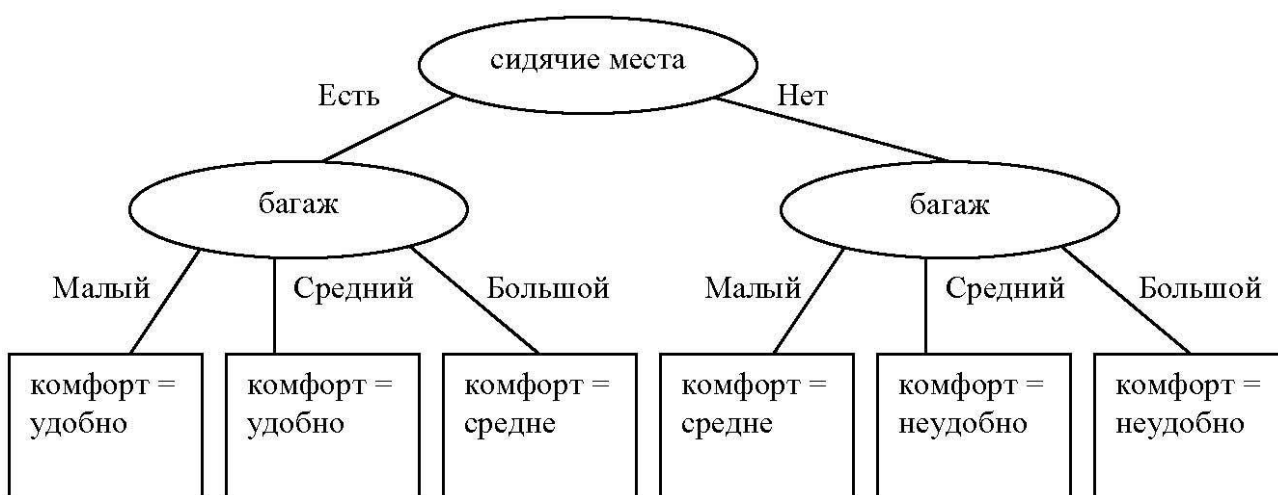 сидячие места
Есть
Нет
багаж
багаж
Малый
Средний
Большой
Малый
Средний
Большой
комфорт =
удобно
комфорт =
удобно
комфорт =
средне
комфорт =
средне
комфорт =
неудобно
комфорт =
неудобно